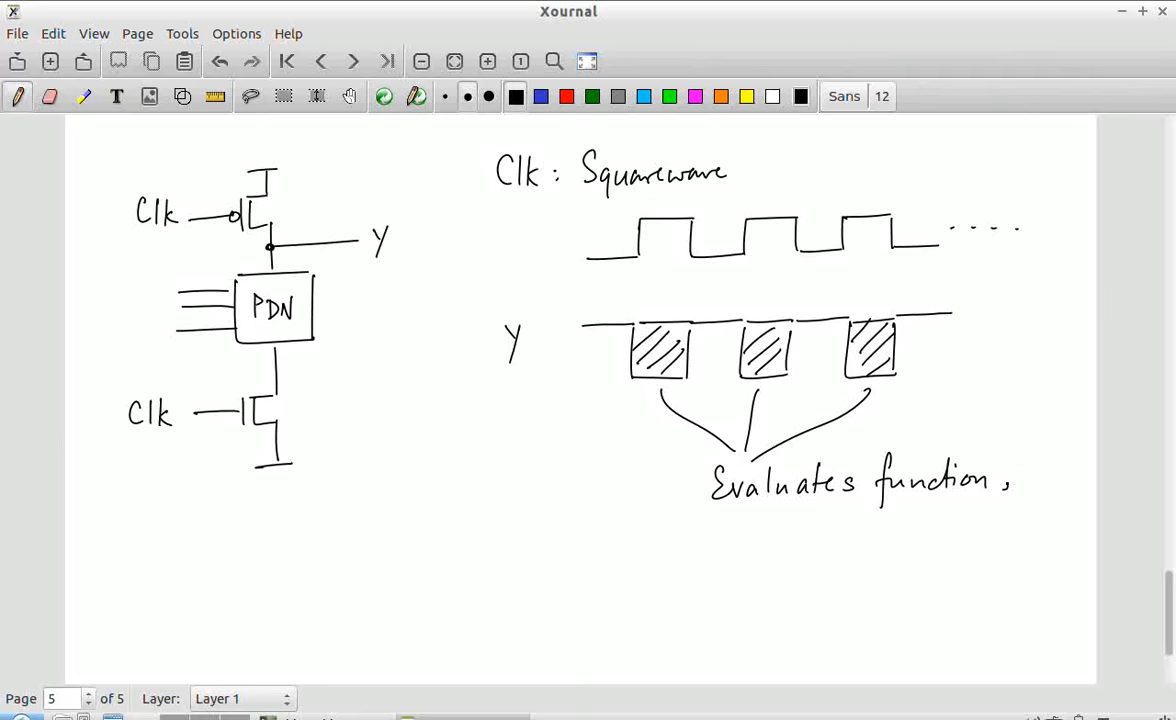 Xournal
File Edit View Page Tools Options Help
Sans 12
Clk : Squareware
Clk
Y
PDN
Y
Clk
Evaluates function,
Page 5 of 5 Layer: Layer 1